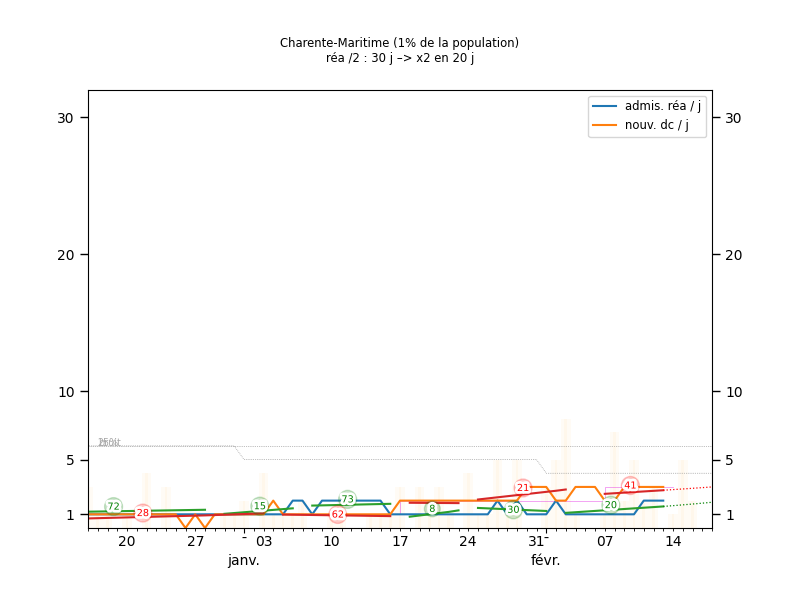 Charente-Maritime (1% de la population)
réa /2 : 30 j –> x2 en 20 j
admis. réa / j
nouv. dc / j
30 30
20 20
10 10
5 5
1 1
72 28 15 62 73 8 30 21 20 41
20 27 03 10 17 24 31 07 14
janv. févr.